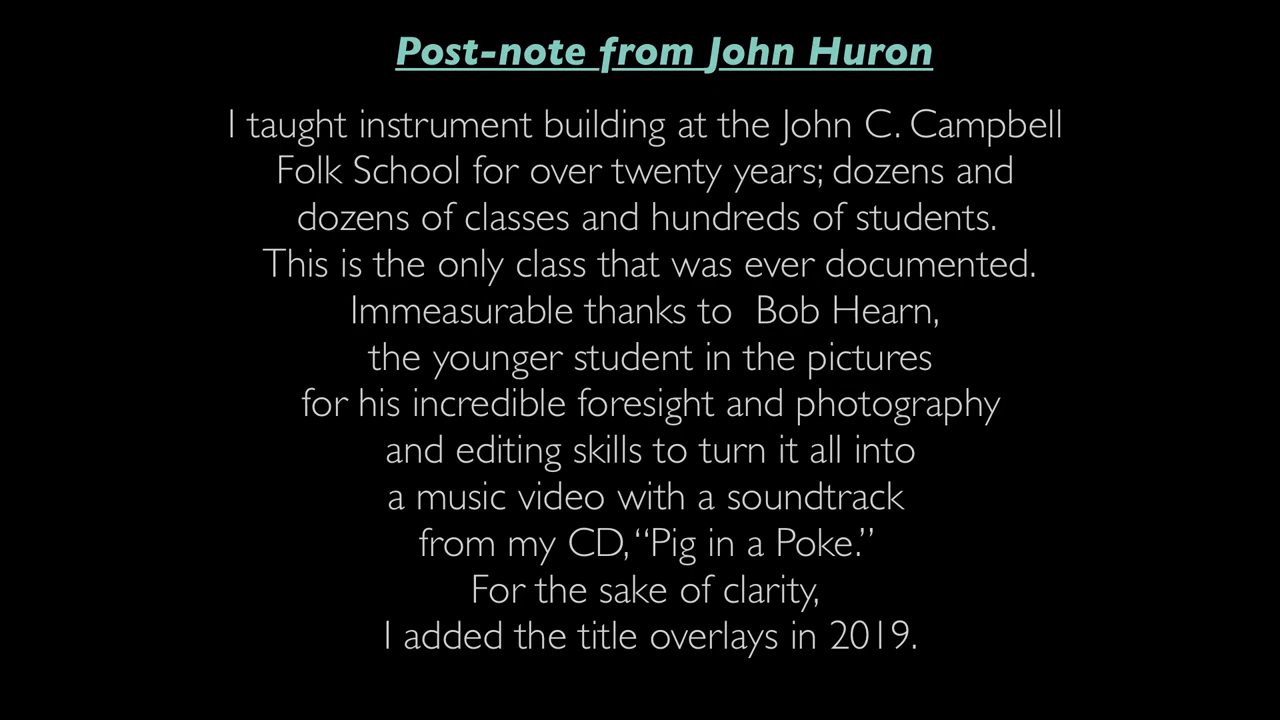 Post-note from John Huron
I taught instrument building at the John C. Campbell
Folk School for over twenty years; dozens and
dozens of classes and hundreds of students.
This is the only class that was ever documented.
Immeasurable thanks to  Bob Hearn,
the younger student in the pictures
for his incredible foresight and photography
and editing skills to turn it all into
a music video with a soundtrack
from my CD, “Pig in a Poke.”
For the sake of clarity,
I added the title overlays in 2019.